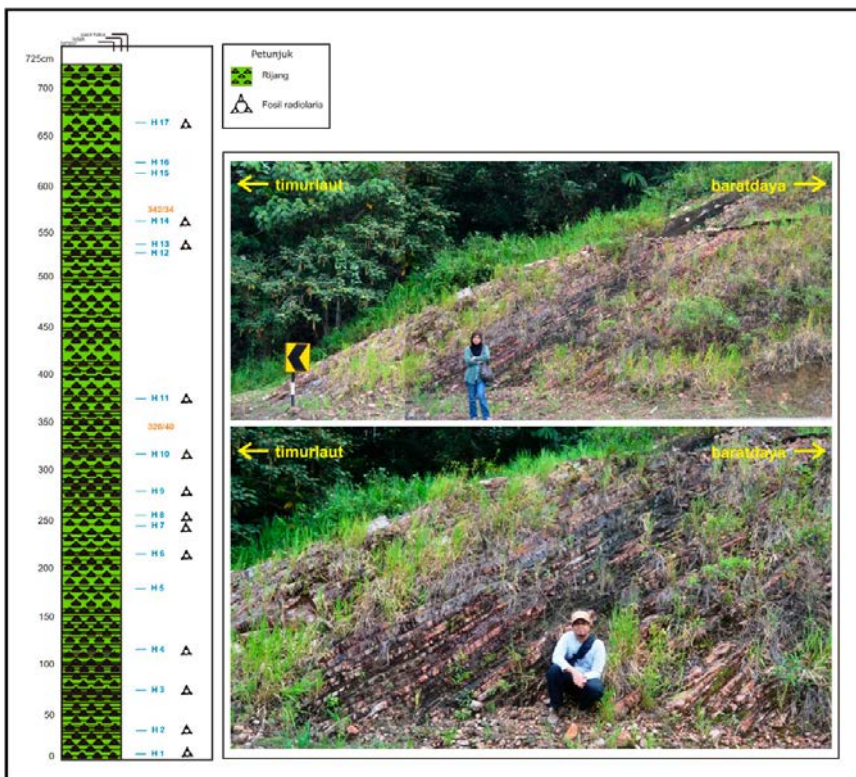 pasir halus
725cm
700
650
600
550
500
450
400
350
300
250
200
150
100
50
0
H 17
H 16
H 15
342/34
H 14
H 13
H 12
H 11
H 10
H 9
H 8
H 7
H 6
H 5
H 4
H 3
H 2
H 1
Petunjuk
Rijang
Fosil radiolaria
timurlaut
baratdaya
timurlaut
baratdaya